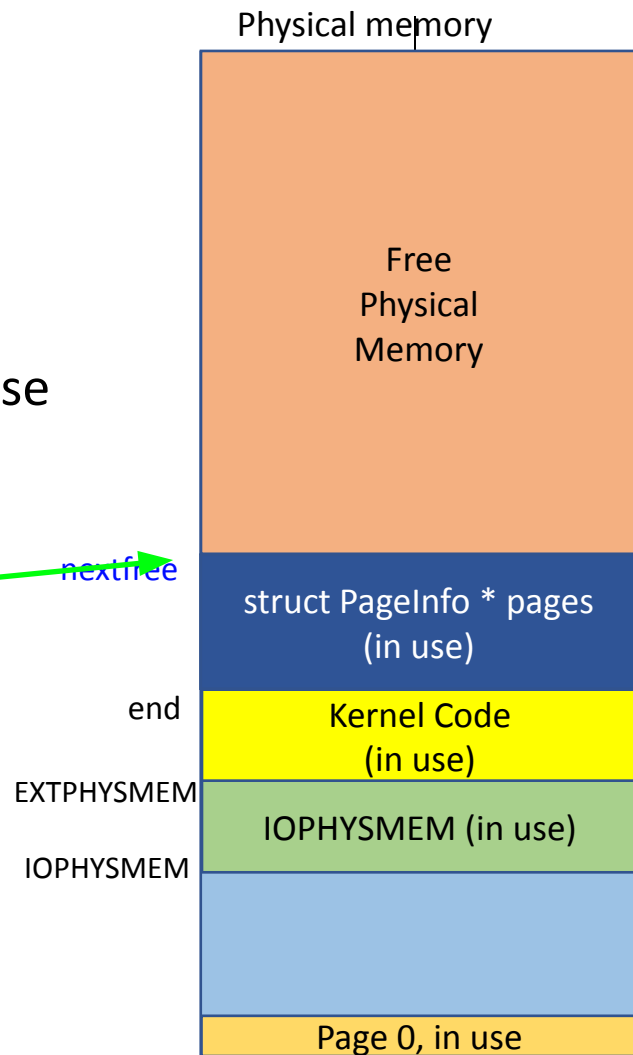 Physical memory
Free
Physical
Memory
se
nextfree
struct PageInfo * pages
(in use)
end
Kernel Code
(in use)
EXTPHYSMEM
IOPHYSMEM (in use)
IOPHYSMEM
Page 0, in use